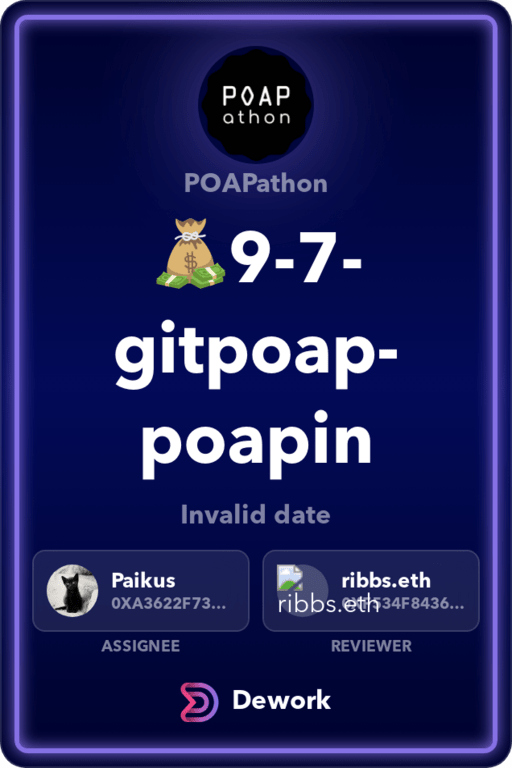 POAP
athon
POAPathon
💰9-7-
gitpoap-
poapin
Invalid date
Paikus
0XA3622F73...
ribbs.eth
ribbs.eth
ASSIGNEE
REVIEWER
Dework